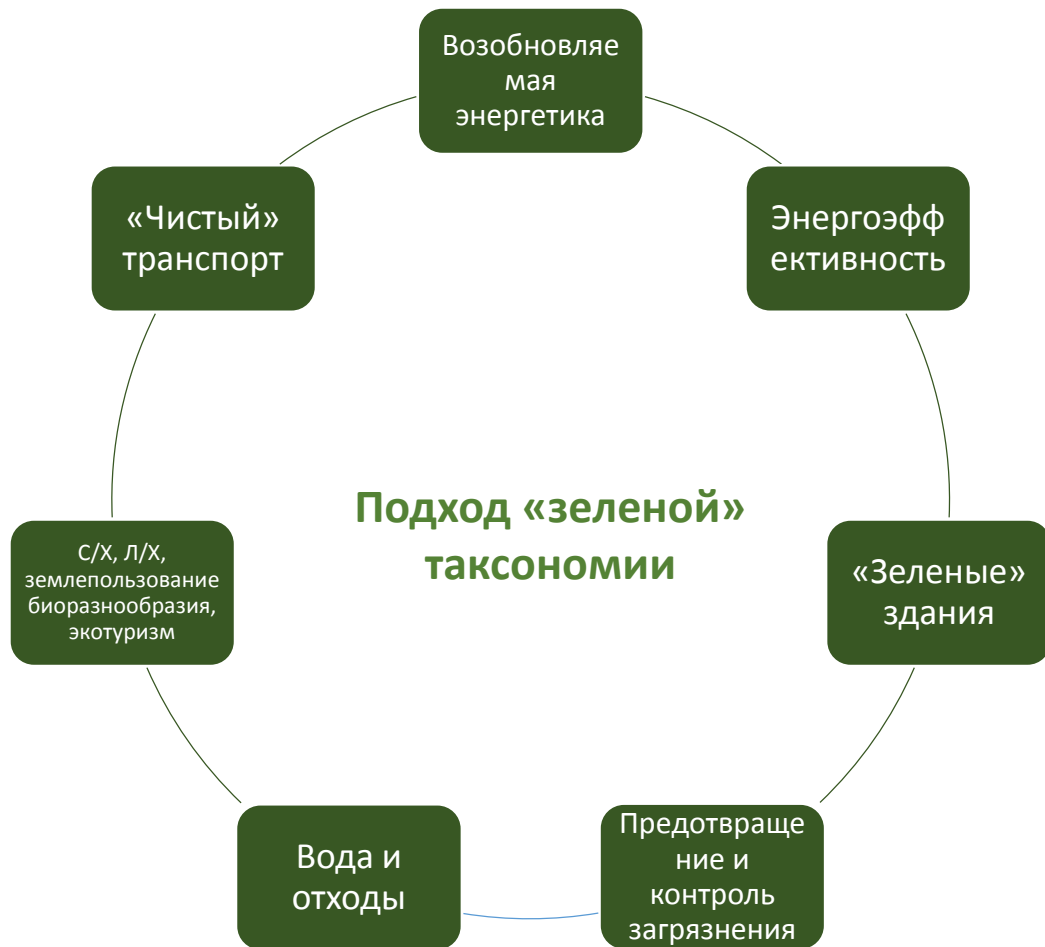 Возобновляе
мая
энергетика
Энергоэфф
ективность
«Зеленые»
здания
Предотвраще
ние и
контроль
загрязнения
Вода и
отходы
С/Х, Л/Х,
землепользование
биоразнообразия,
экотуризм
«Чистый»
транспорт
Подход «зеленой»
таксономии